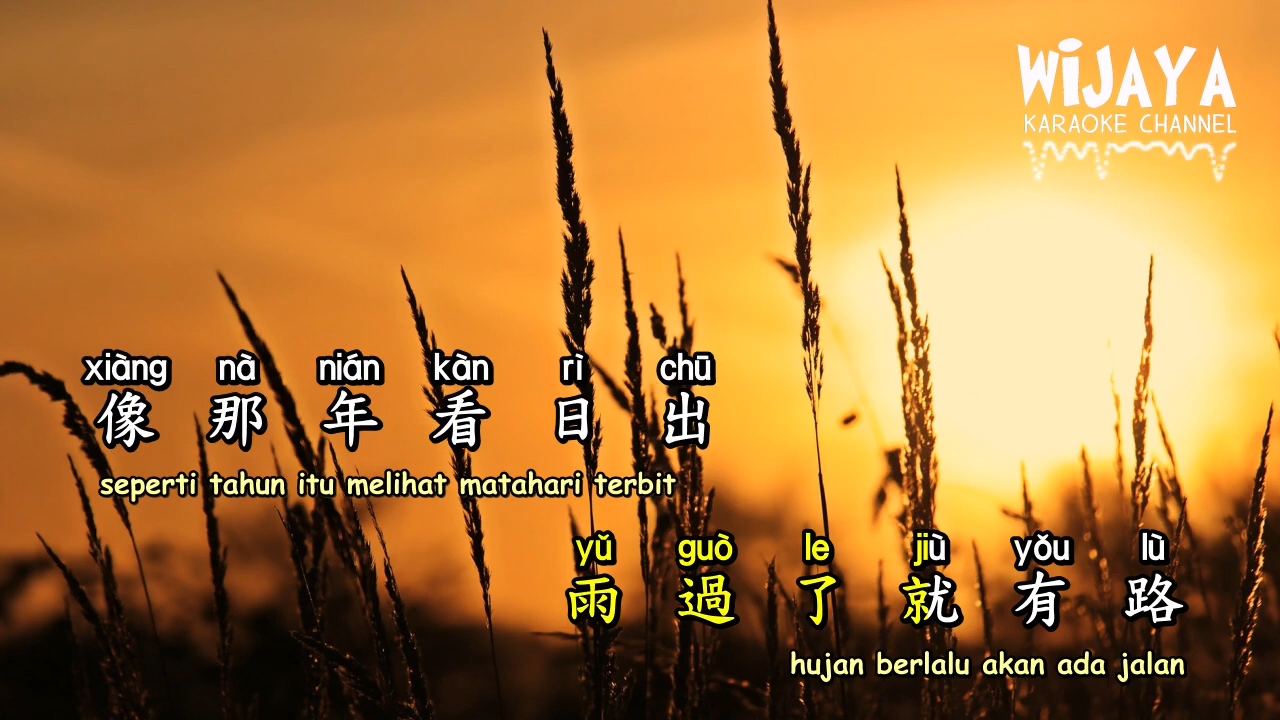 WiJAYA
KARAOKE CHANNEL
xiàng nà nián kàn rì chū
像 那 年 看 日 出
seperti tahun itu melihat matahari terbit
yǔ guò le jiù yǒu lù
雨 過 了 就 有 路
hujan berlalu akan ada jalan